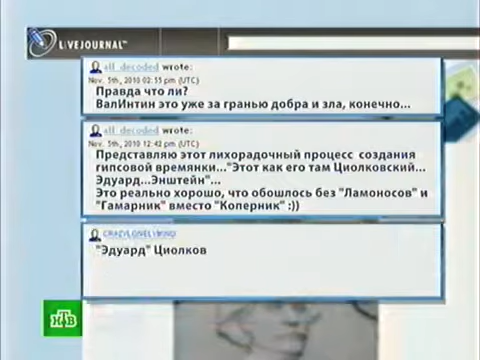 LIVEJOURNAL™
all_decoded wrote:
Nov. 5th, 2010 02:55 pm (UTC)
Правда что ли?
ВалИнтин это уже за гранью добра и зла, конечно...
all_decoded wrote:
Nov. 5th, 2010 12:42 pm (UTC)
Представляю этот лихорадочный процесс создания
гипсовой времянки..."Этот как его там Циолковский...
Эдуард...Энштейн"...
Это реально хорошо, что обошлось без "Ламоносов" и
"Гамарник" вместо "Коперник" :))
CRAZYLONELYMIND
"Эдуард" Циолков
НТВ